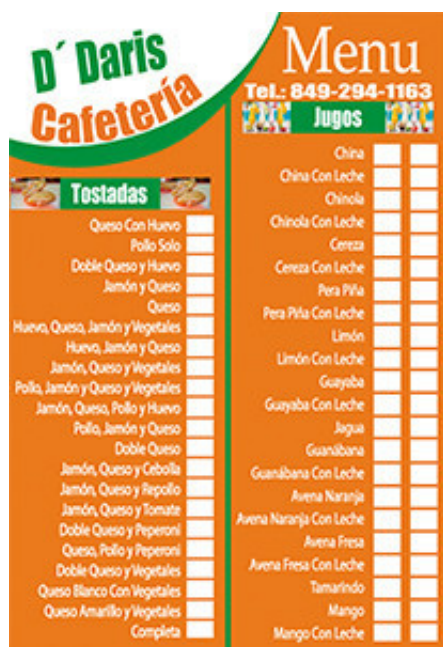 D´ Daris
Cafetería
Tostadas
Queso Con Huevo
Pollo Solo
Doble Queso y Huevo
Jamón y Queso
Queso
Huevo, Queso, Jamón y Vegetales
Huevo, Jamón y Queso
Jamón, Queso y Vegetales
Pollo, Jamón y Queso y Vegetales
Jamón, Queso, Pollo y Huevo
Pollo, Jamón y Queso
Doble Queso
Jamón, Queso y Cebolla
Jamón, Queso y Repollo
Jamón, Queso y Tomate
Doble Queso y Peperoni
Queso, Pollo y Peperoni
Doble Queso y Vegetales
Queso Blanco Con Vegetales
Queso Amarillo y Vegetales
Completa
Menu
Tel.: 849-294-1163
Jugos
China
China Con Leche
Chinola
Chinola Con Leche
Cereza
Cereza Con Leche
Pera Piña
Pera Piña Con Leche
Limón
Limón Con Leche
Guayaba
Guayaba Con Leche
Jagua
Guanábana
Guanábana Con Leche
Avena Naranja
Avena Naranja Con Leche
Avena Fresa
Avena Fresa Con Leche
Tamarindo
Mango
Mango Con Leche